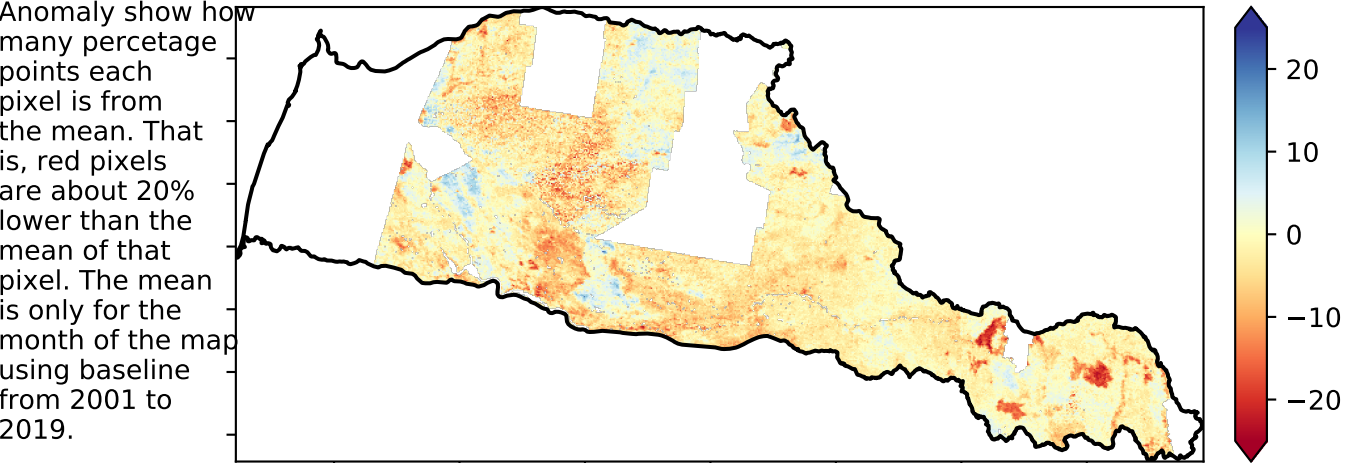 Anomaly show how
many percetage
points each
pixel is from
the mean. That
is, red pixels
are about 20%
lower than the
mean of that
pixel. The mean
is only for the
month of the map
using baseline
from 2001 to
2019.
20
10
0
−10
−20